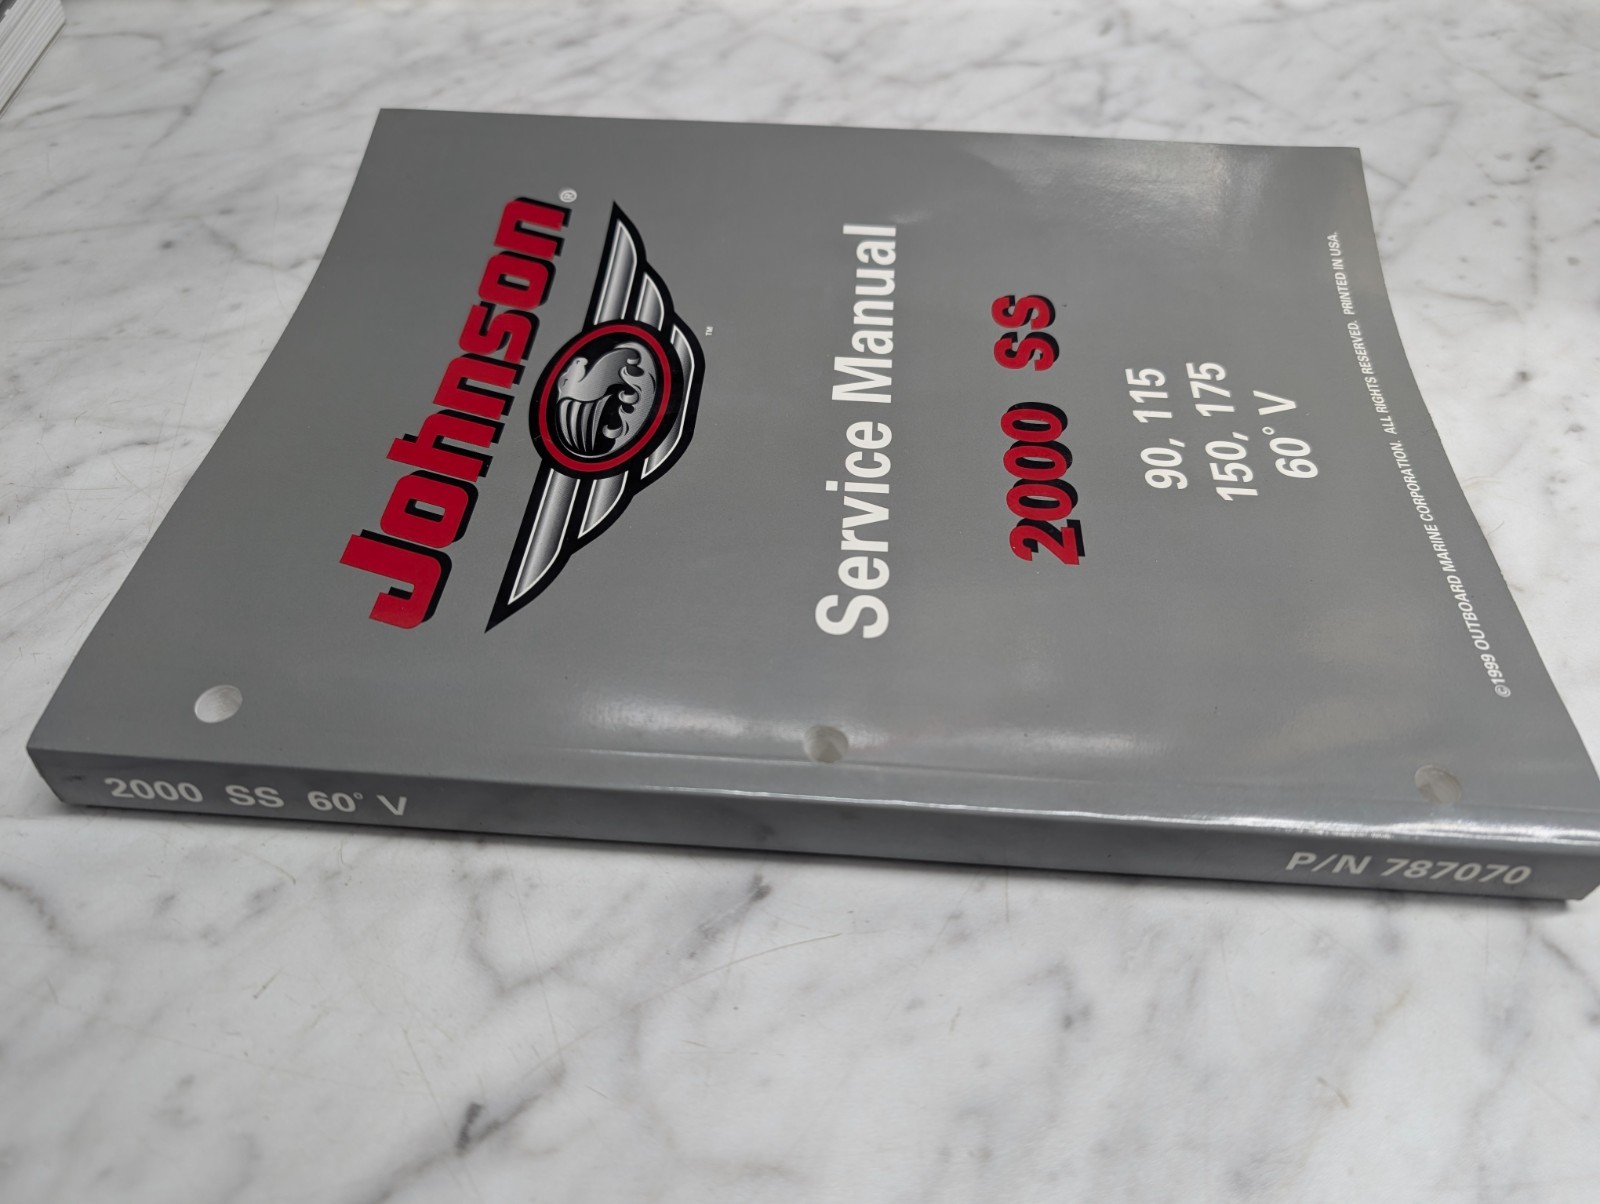 Johnson®
™
Service Manual
2000 SS
90, 115
150, 175
60° V
©1999 OUTBOARD MARINE CORPORATION. ALL RIGHTS RESERVED. PRINTED IN USA.
2000 SS 60° V
P/N 787070